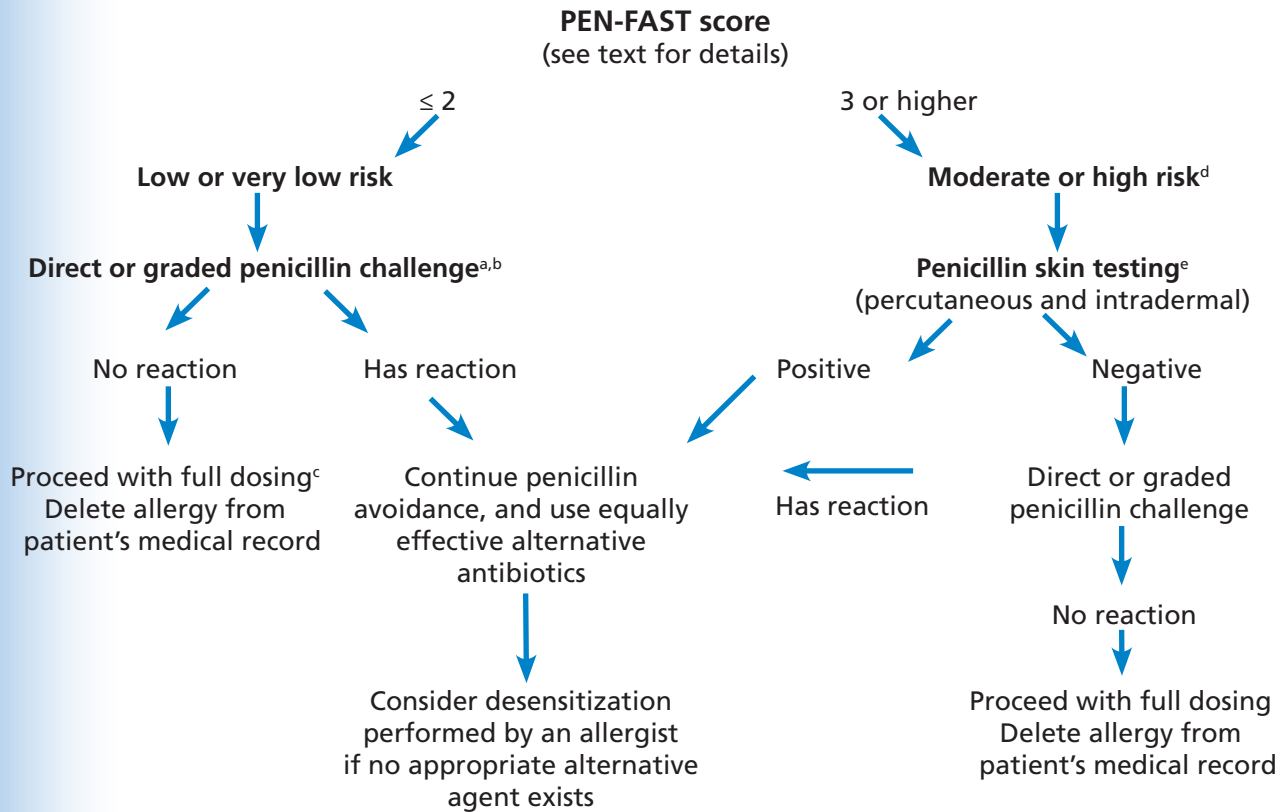 PEN-FAST score
(see text for details)
≤ 2
3 or higher
Low or very low risk
Moderate or high riskᵈ
Direct or graded penicillin challengeᵃ,ᵇ
Penicillin skin testingᵉ
(percutaneous and intradermal)
No reaction
Has reaction
Positive
Negative
Proceed with full dosingᶜ
Delete allergy from
patient's medical record
Continue penicillin
avoidance, and use equally
effective alternative
antibiotics
Has reaction
Direct or graded
penicillin challenge
No reaction
Consider desensitization
performed by an allergist
if no appropriate alternative
agent exists
Proceed with full dosing
Delete allergy from
patient's medical record